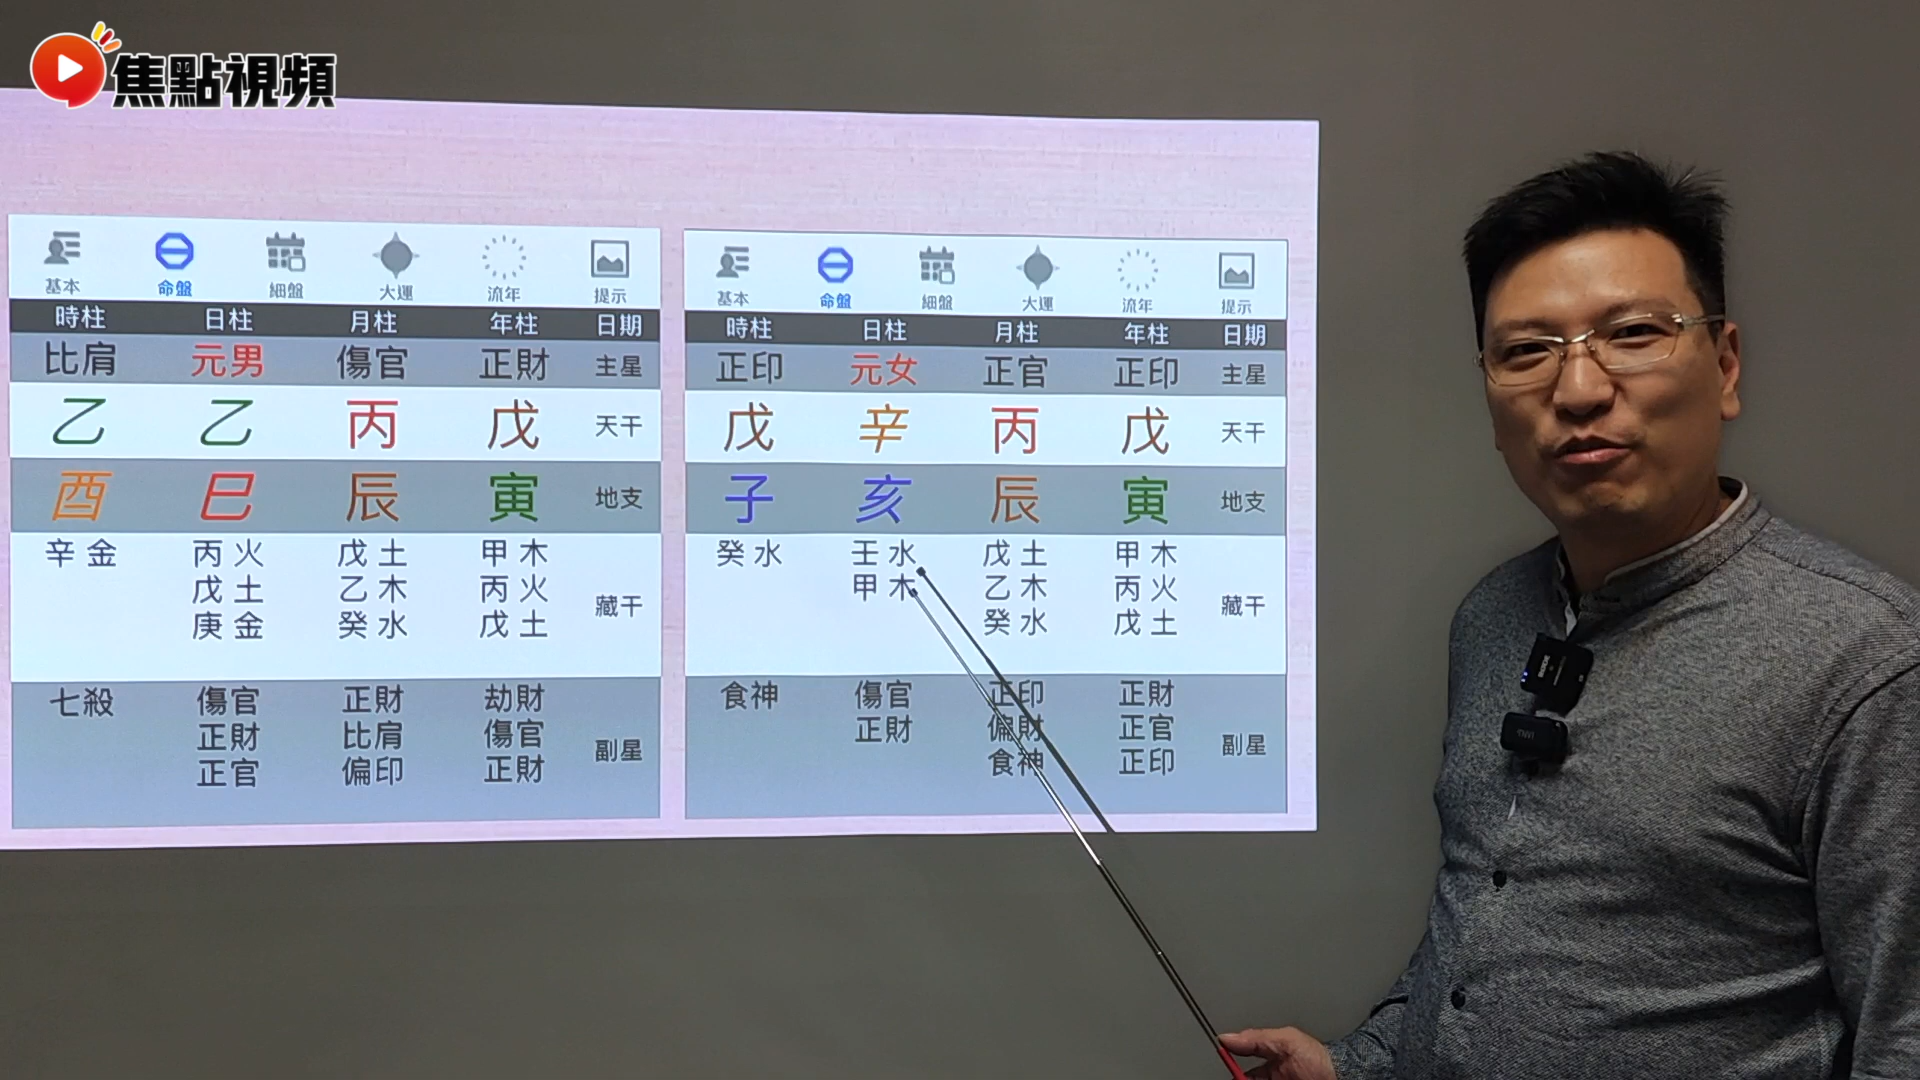 焦點視頻
基本 命盤 細盤 大運 流年 提示
時柱 日柱 月柱 年柱 日期
比肩 元男 傷官 正財 主星
乙 乙 丙 戊 天干
酉 巳 辰 寅 地支
辛金 丙火 戊土 甲木
戊土 乙木 丙火 藏干
庚金 癸水 戊土
七殺 傷官 正財 劫財
正財 比肩 傷官 副星
正官 偏印 正財
基本 命盤 細盤 大運 流年 提示
時柱 日柱 月柱 年柱 日期
正印 元女 正官 正印 主星
戊 辛 丙 戊 天干
子 亥 辰 寅 地支
癸水 壬水 戊土 甲木
甲木 乙木 丙火 藏干
癸水 戊土
食神 傷官 正印 正財
正財 偏財 正官 副星
食神 正印